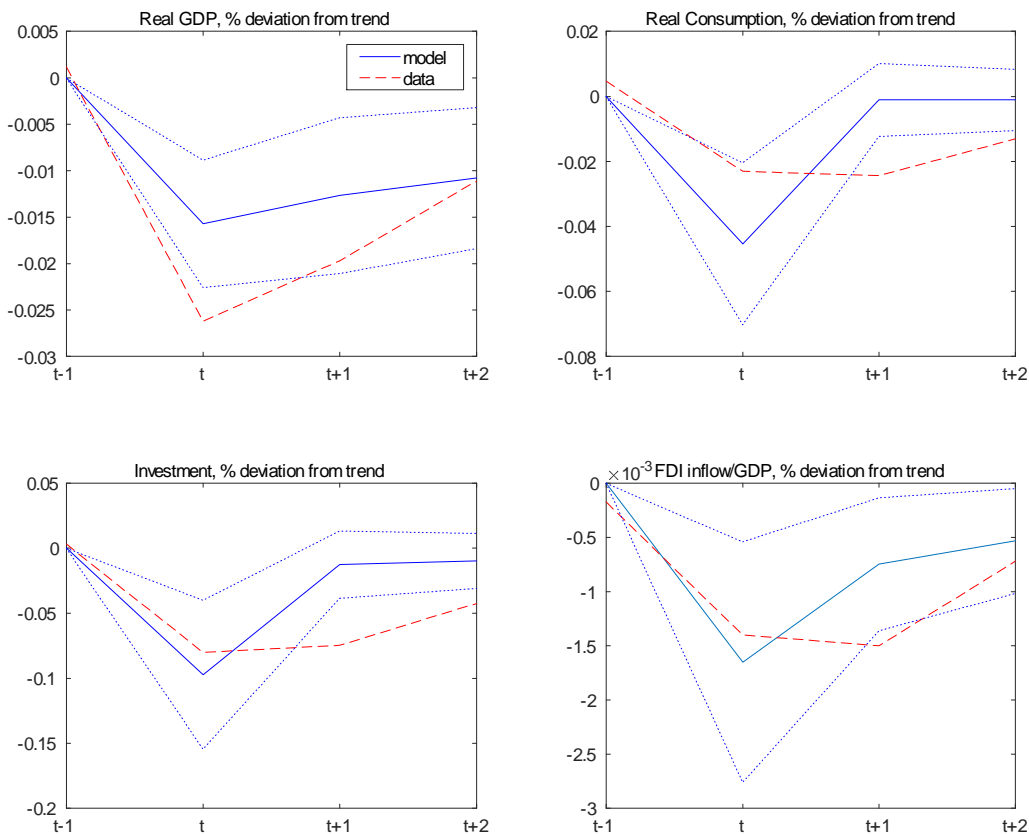 Real GDP, % deviation from trend
0.005
0
-0.005
-0.01
-0.015
-0.02
-0.025
-0.03
t-1 t t+1 t+2
model
data
Real Consumption, % deviation from trend
0.02
0
-0.02
-0.04
-0.06
-0.08
t-1 t t+1 t+2
Investment, % deviation from trend
0.05
0
-0.05
-0.1
-0.15
-0.2
t-1 t t+1 t+2
×10⁻³ FDI inflow/GDP, % deviation from trend
0
-0.5
-1
-1.5
-2
-2.5
-3
t-1 t t+1 t+2